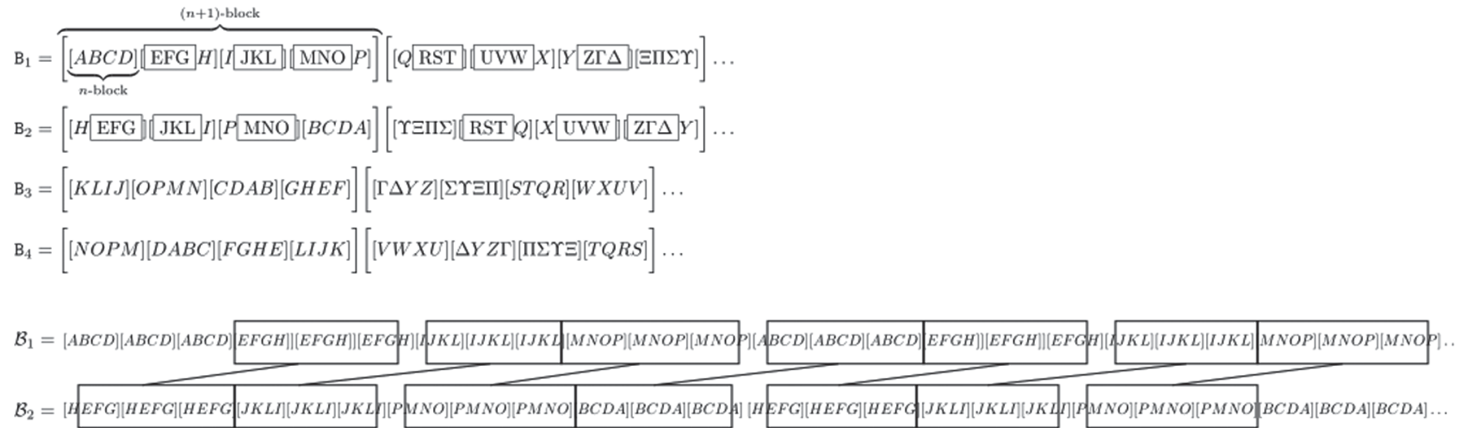 (n+1)-block
B₁ = [[ABCD][EFGH][IJKL][MNOP]] [[QRST][UVWX][YZΓΔ][ΞΠΣΥ]] ...
n-block
B₂ = [[HEFG][JKLI][PMNO][BCDA]] [[ΥΞΠΣ][RSTQ][XUVW][ZΓΔY]] ...
B₃ = [[KLIJ][OPMN][CDAB][GHEF]] [[ΓΔYZ][ΣΥΞΠ][STQR][WXUV]] ...
B₄ = [[NOPM][DABC][FGHE][LIJK]] [[VWXU][ΔYZΓ][ΠΣΥΞ][TQRS]] ...
ℬ₁ = [ABCD][ABCD][ABCD][EFGH]][EFGH]][EFGH][IJKL][IJKL][IJKL][MNOP][MNOP][MNOP][ABCD][ABCD][ABCD][EFGH]][EFGH]][EFGH][IJKL][IJKL][IJKL][MNOP][MNOP][MNOP]...
ℬ₂ = [HEFG][HEFG][HEFG][JKLI][JKLI][JKLI][PMNO][PMNO][PMNO][BCDA][BCDA][BCDA] [HEFG][HEFG][HEFG][JKLI][JKLI][JKLI][PMNO][PMNO][PMNO][BCDA][BCDA][BCDA]...